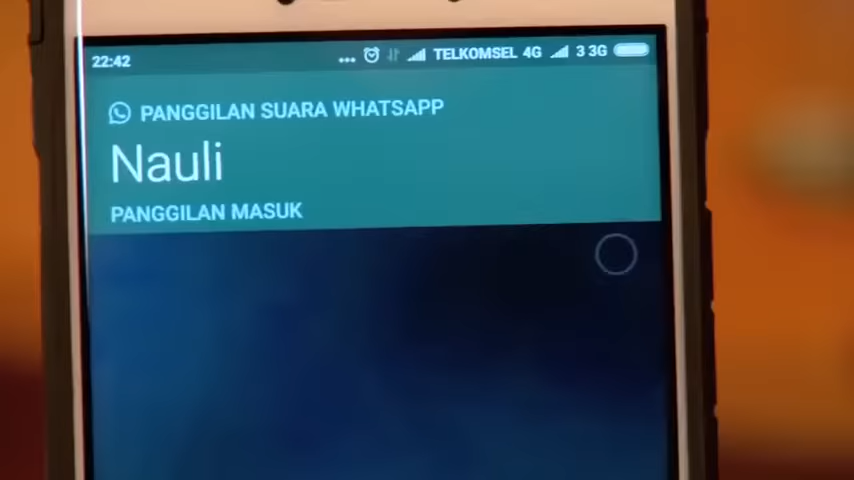 22:42 ... TELKOMSEL 4G 3 3G
PANGGILAN SUARA WHATSAPP
Nauli
PANGGILAN MASUK